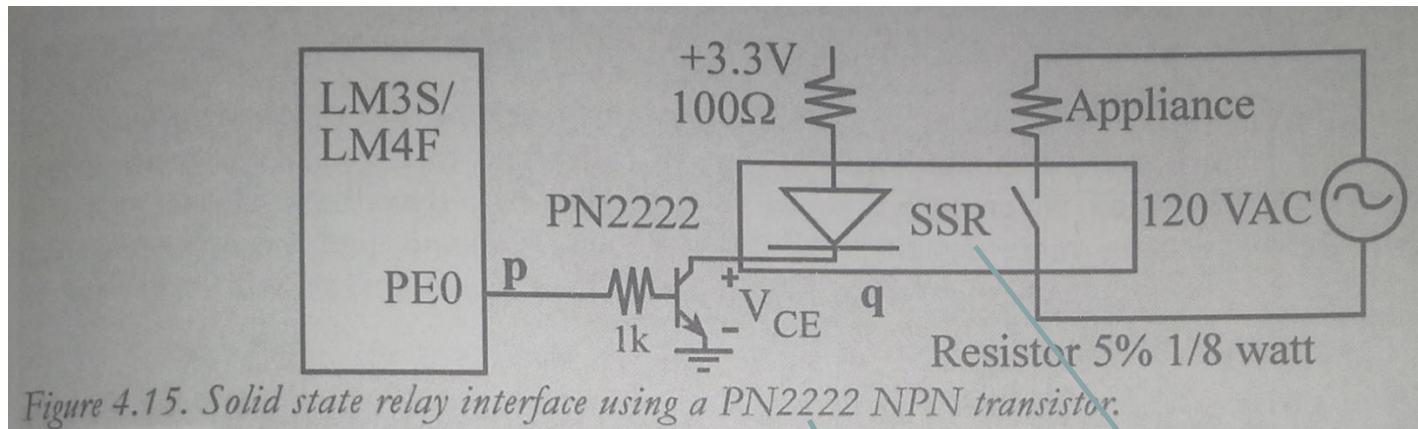 +3.3V
LM3S/
LM4F
100Ω
Appliance
PN2222
SSR
120 VAC
PE0
p
+
V
CE
-
q
1k
Resistor 5% 1/8 watt
Figure 4.15. Solid state relay interface using a PN2222 NPN transistor.